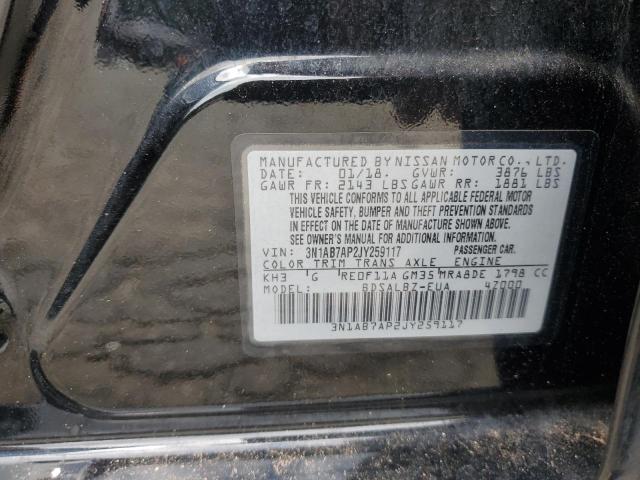 MANUFACTURED BY NISSAN MOTOR CO., LTD.
DATE: 01/18 GVWR: 3876 LBS
GAWR FR: 2143 LBS GAWR RR: 1881 LBS
THIS VEHICLE CONFORMS TO ALL APPLICABLE FEDERAL MOTOR
VEHICLE SAFETY, BUMPER AND THEFT PREVENTION STANDARDS
IN EFFECT ON THE DATE OF MANUFACTURE SHOWN ABOVE.
SEE OWNER'S MANUAL FOR ADDITIONAL INFORMATION.
VIN: 3N1AB7AP2JY259117 PASSENGER CAR.
COLOR TRIM TRANS AXLE ENGINE
KH3 G RE0F11A GM35 MRA8DE 1798 CC
MODEL: BDSALBZ-EUA 4Z000
3N1AB7AP2JY259117